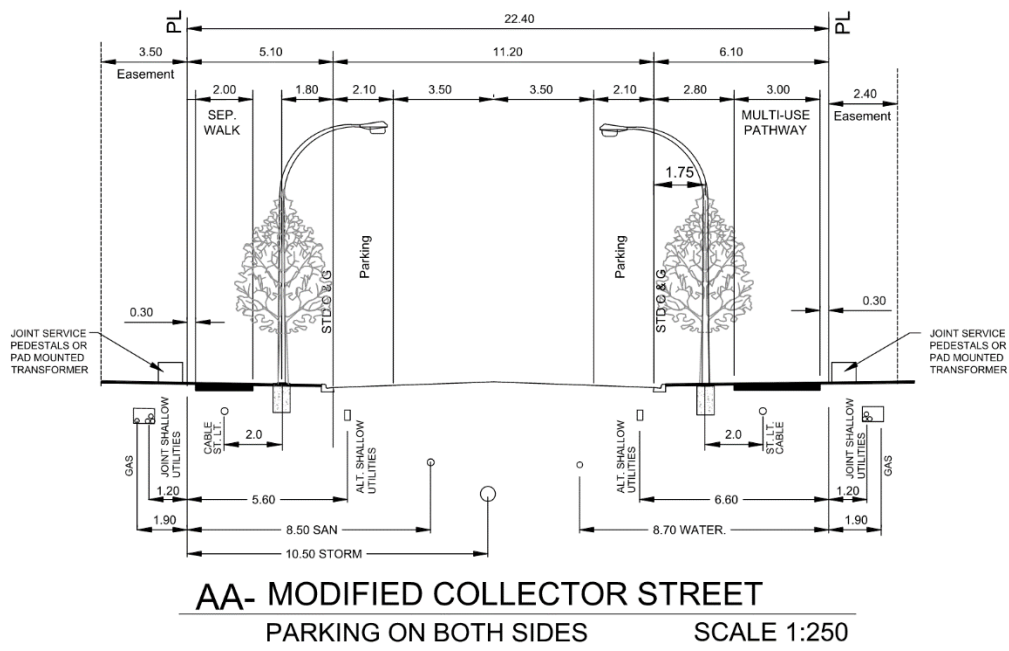 PL
22.40
PL
3.50
5.10
11.20
6.10
Easement
2.00
1.80
2.10
3.50
3.50
2.10
2.80
3.00
2.40
SEP.
WALK
MULTI-USE
PATHWAY
Easement
1.75
Parking
Parking
STD C & G
STD C & G
0.30
0.30
JOINT SERVICE
PEDESTALS OR
PAD MOUNTED
TRANSFORMER
JOINT SERVICE
PEDESTALS OR
PAD MOUNTED
TRANSFORMER
GAS
JOINT SHALLOW
UTILITIES
CABLE
ST. LT.
2.0
ALT. SHALLOW
UTILITIES
ALT. SHALLOW
UTILITIES
2.0
ST. LT.
CABLE
JOINT SHALLOW
UTILITIES
GAS
1.20
5.60
6.60
1.20
1.90
8.50 SAN
8.70 WATER.
1.90
10.50 STORM
AA- MODIFIED COLLECTOR STREET
PARKING ON BOTH SIDES SCALE 1:250